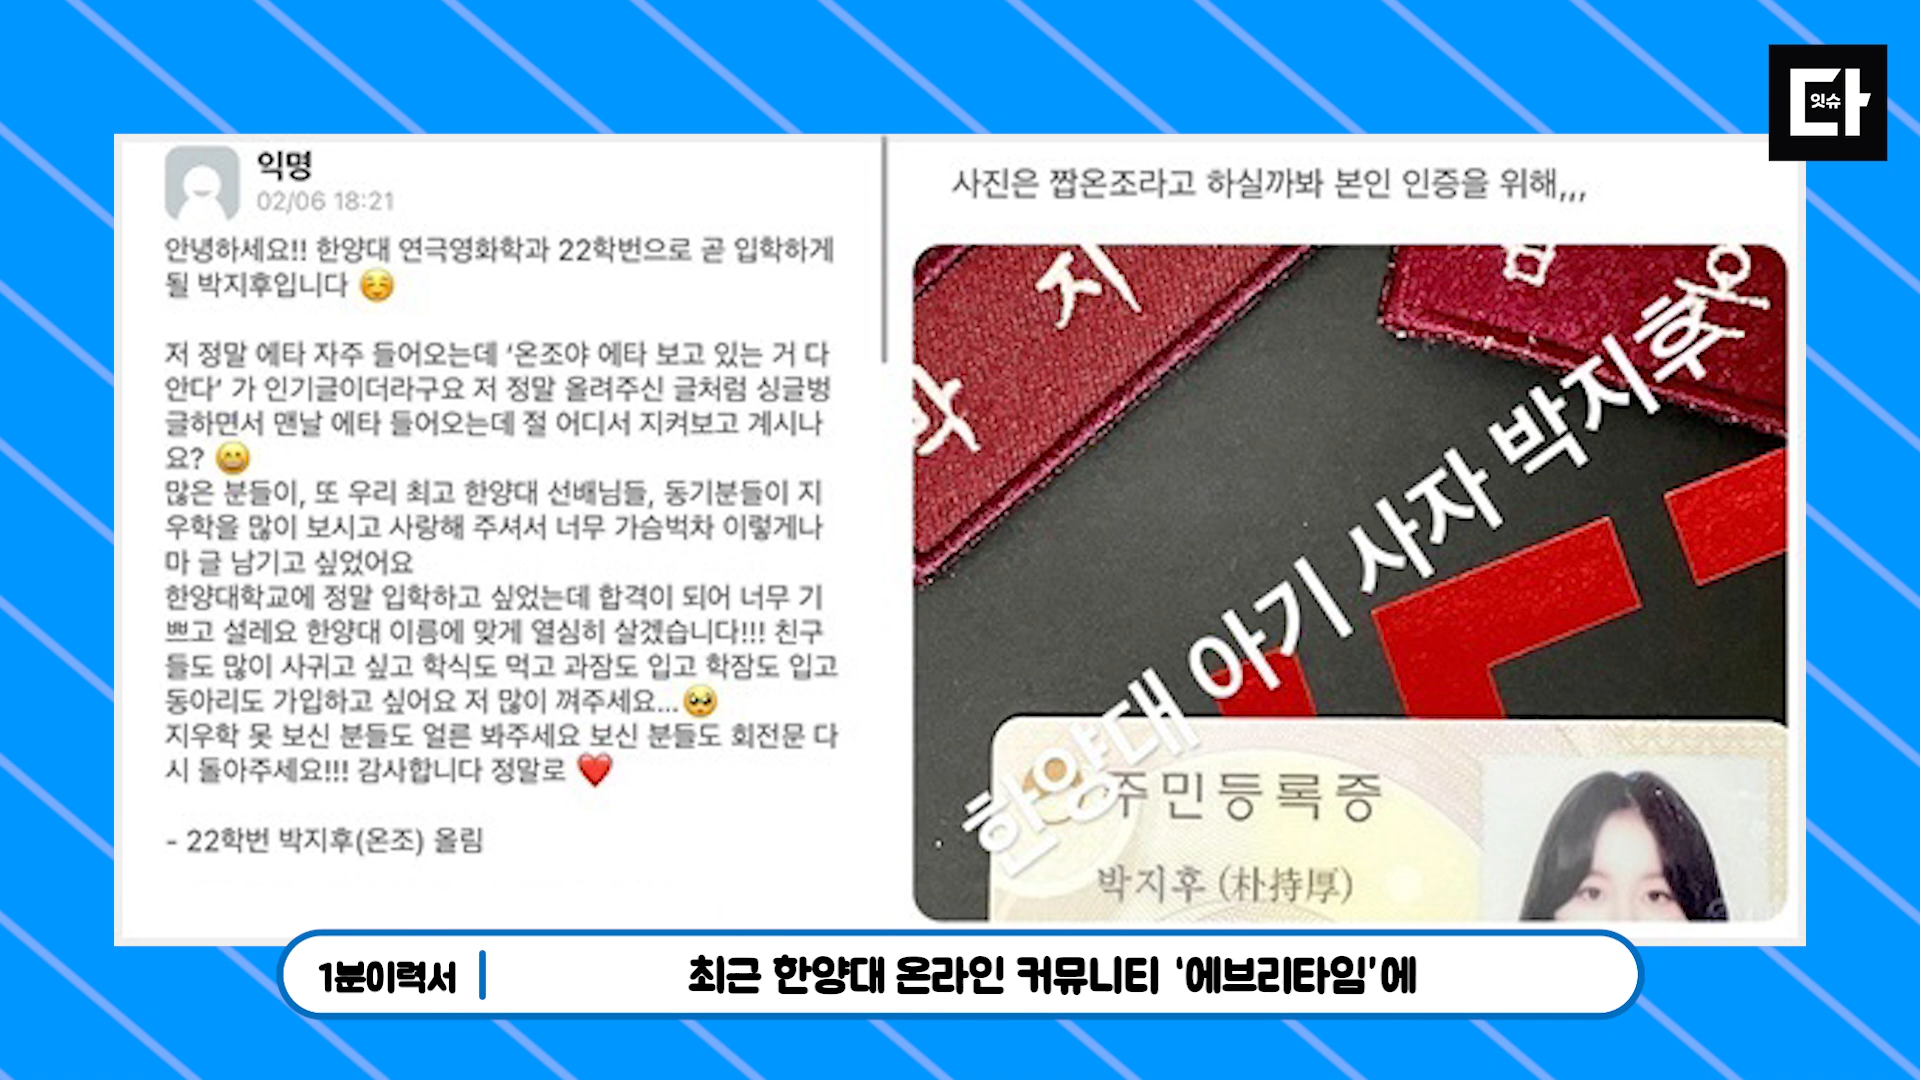 잇슈
타
익명
02/06 18:21
안녕하세요!! 한양대 연극영화학과 22학번으로 곧 입학하게
될 박지후입니다 ☺️
저 정말 에타 자주 들어오는데 ‘온조야 에타 보고 있는 거 다
안다’ 가 인기글이더라구요 저 정말 올려주신 글처럼 싱글벙
글하면서 맨날 에타 들어오는데 절 어디서 지켜보고 계시나
요? 😁
많은 분들이, 또 우리 최고 한양대 선배님들, 동기분들이 지
우학을 많이 보시고 사랑해 주셔서 너무 가슴벅차 이렇게나
마 글 남기고 싶었어요
한양대학교에 정말 입학하고 싶었는데 합격이 되어 너무 기
쁘고 설레요 한양대 이름에 맞게 열심히 살겠습니다!!! 친구
들도 많이 사귀고 싶고 학식도 먹고 과잠도 입고 학잠도 입고
동아리도 가입하고 싶어요 저 많이 껴주세요...🥺
지우학 못 보신 분들도 얼른 봐주세요 보신 분들도 회전문 다
시 돌아주세요!!! 감사합니다 정말로 ❤️
- 22학번 박지후(온조) 올림
사진은 짭온조라고 하실까봐 본인 인증을 위해,,,
지
한양대 아기 사자 박지후
주민등록증
박지후 (朴持厚)
1분이력서
최근 한양대 온라인 커뮤니티 ‘에브리타임’에